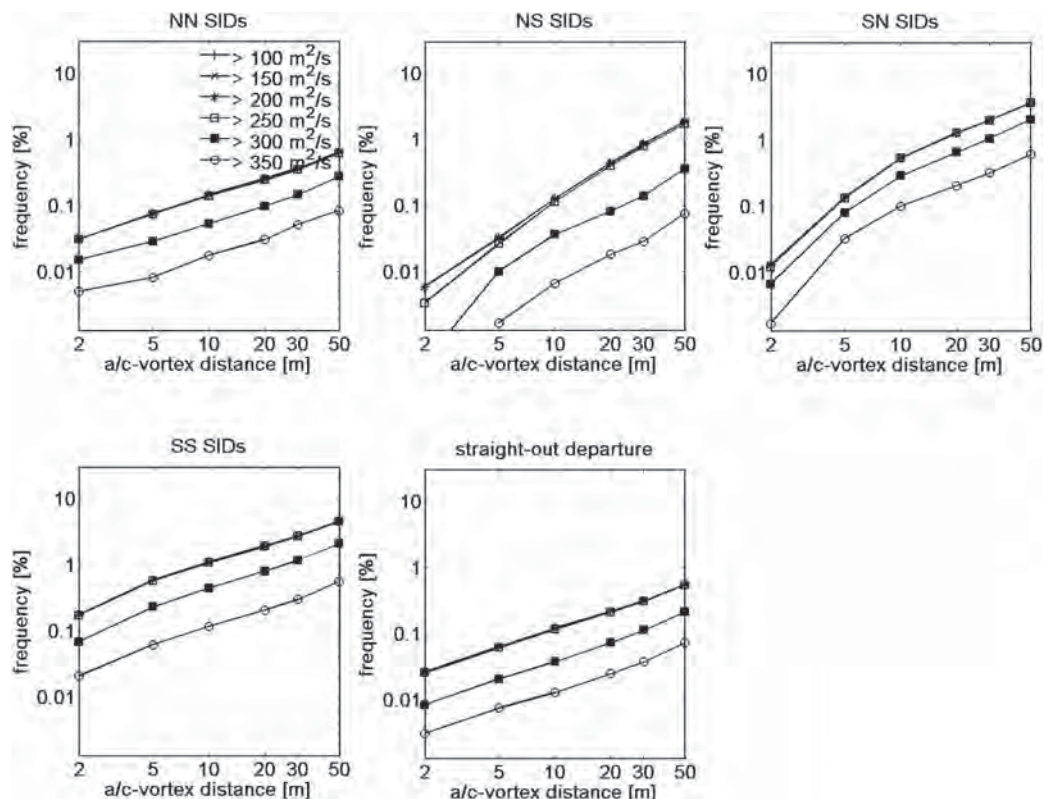 NN SIDs
> 100 m²/s
> 150 m²/s
> 200 m²/s
> 250 m²/s
> 300 m²/s
> 350 m²/s
10
1
0.1
0.01
frequency [%]
2 5 10 20 30 50
a/c-vortex distance [m]
NS SIDs
10
1
0.1
0.01
frequency [%]
2 5 10 20 30 50
a/c-vortex distance [m]
SN SIDs
10
1
0.1
0.01
frequency [%]
2 5 10 20 30 50
a/c-vortex distance [m]
SS SIDs
10
1
0.1
0.01
frequency [%]
2 5 10 20 30 50
a/c-vortex distance [m]
straight-out departure
10
1
0.1
0.01
frequency [%]
2 5 10 20 30 50
a/c-vortex distance [m]